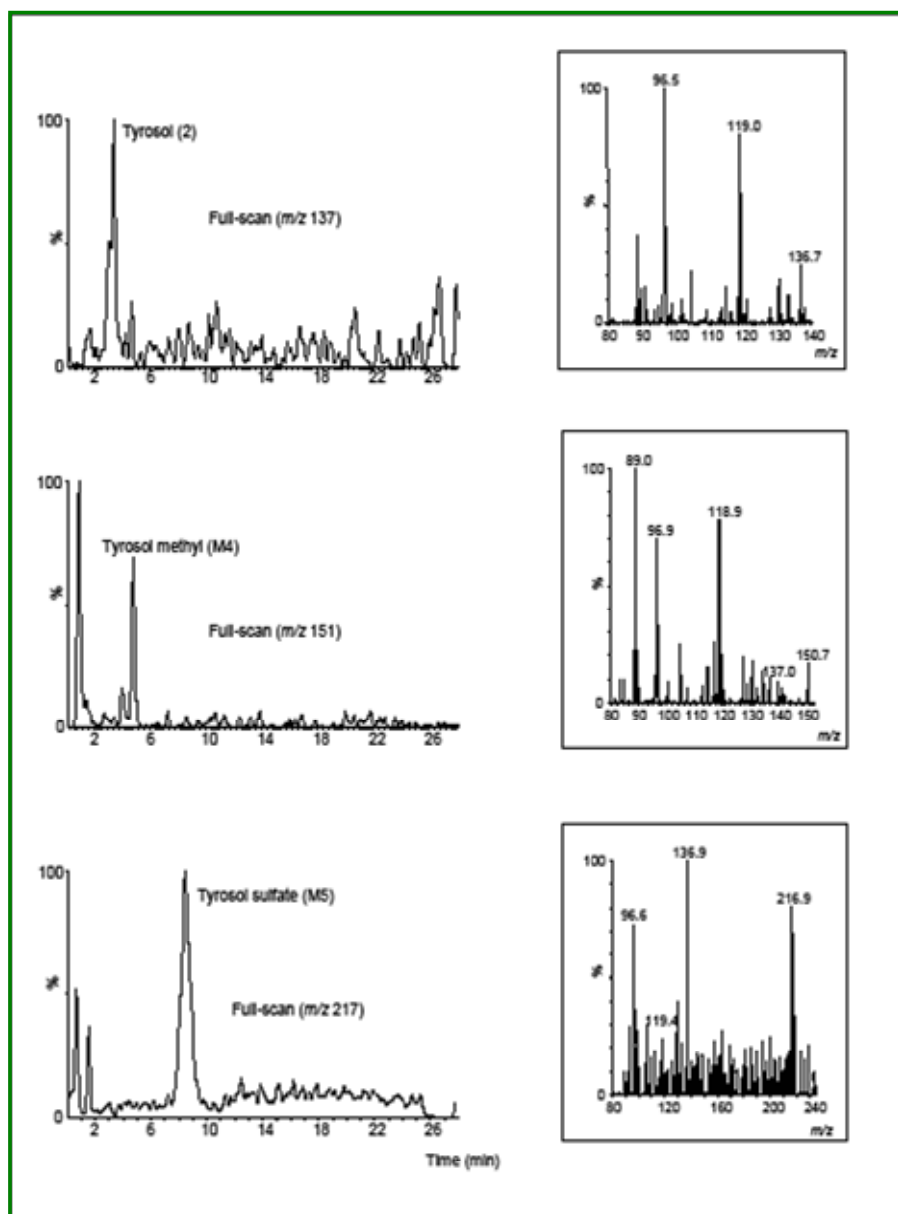 100
Tyrosol (2)
Full-scan (m/z 137)
%
0
2 6 10 14 18 22 26
96.5
100
119.0
%
136.7
0
80 90 100 110 120 130 140
m/z
100
Tyrosol methyl (M4)
Full-scan (m/z 151)
%
0
2 6 10 14 18 22 26
89.0
100
118.9
96.9
%
150.7
137.0
0
80 90 100 110 120 130 140 150
m/z
100
Tyrosol sulfate (M5)
Full-scan (m/z 217)
%
0
2 6 10 14 18 22 26
Time (min)
136.9
100
216.9
96.6
%
119.4
0
80 120 160 200 240
m/z